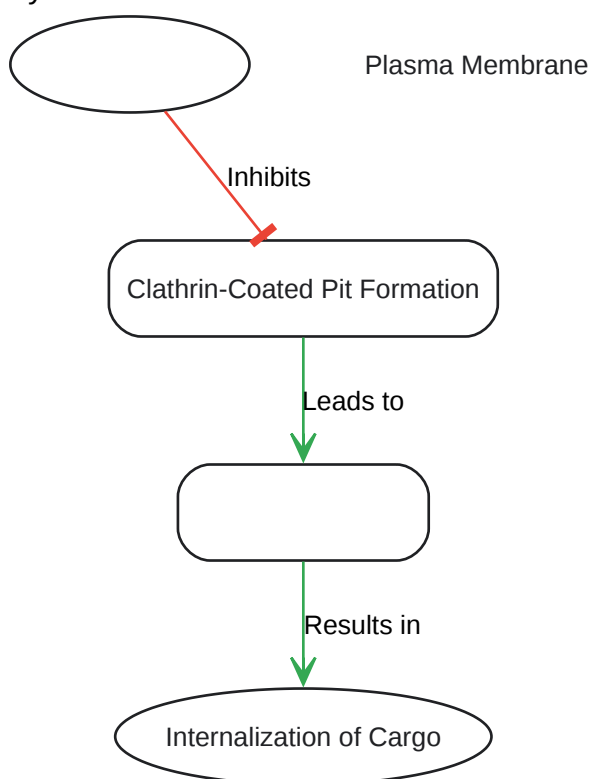 Plasma Membrane
Inhibits
Clathrin-Coated Pit Formation
Leads to
Results in
Internalization of Cargo